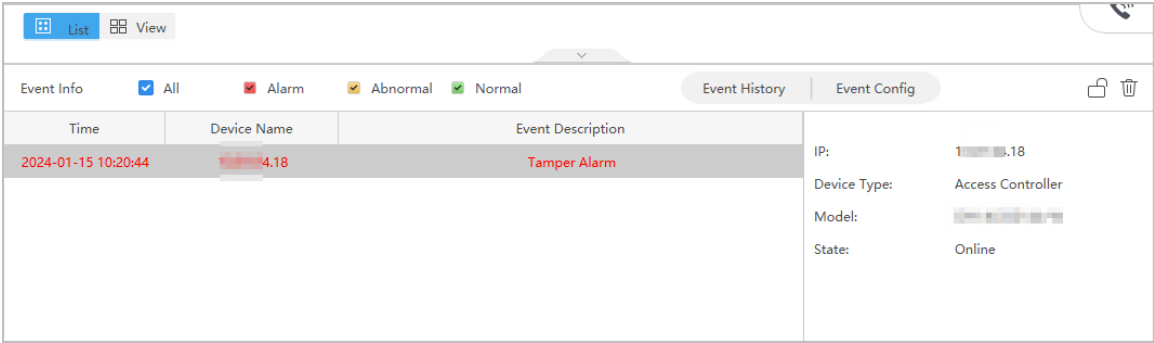 List View
Event Info All Alarm Abnormal Normal Event History Event Config
Time Device Name Event Description
2024-01-15 10:20:44 4.18 Tamper Alarm
IP: 1 .18
Device Type: Access Controller
Model:
State: Online